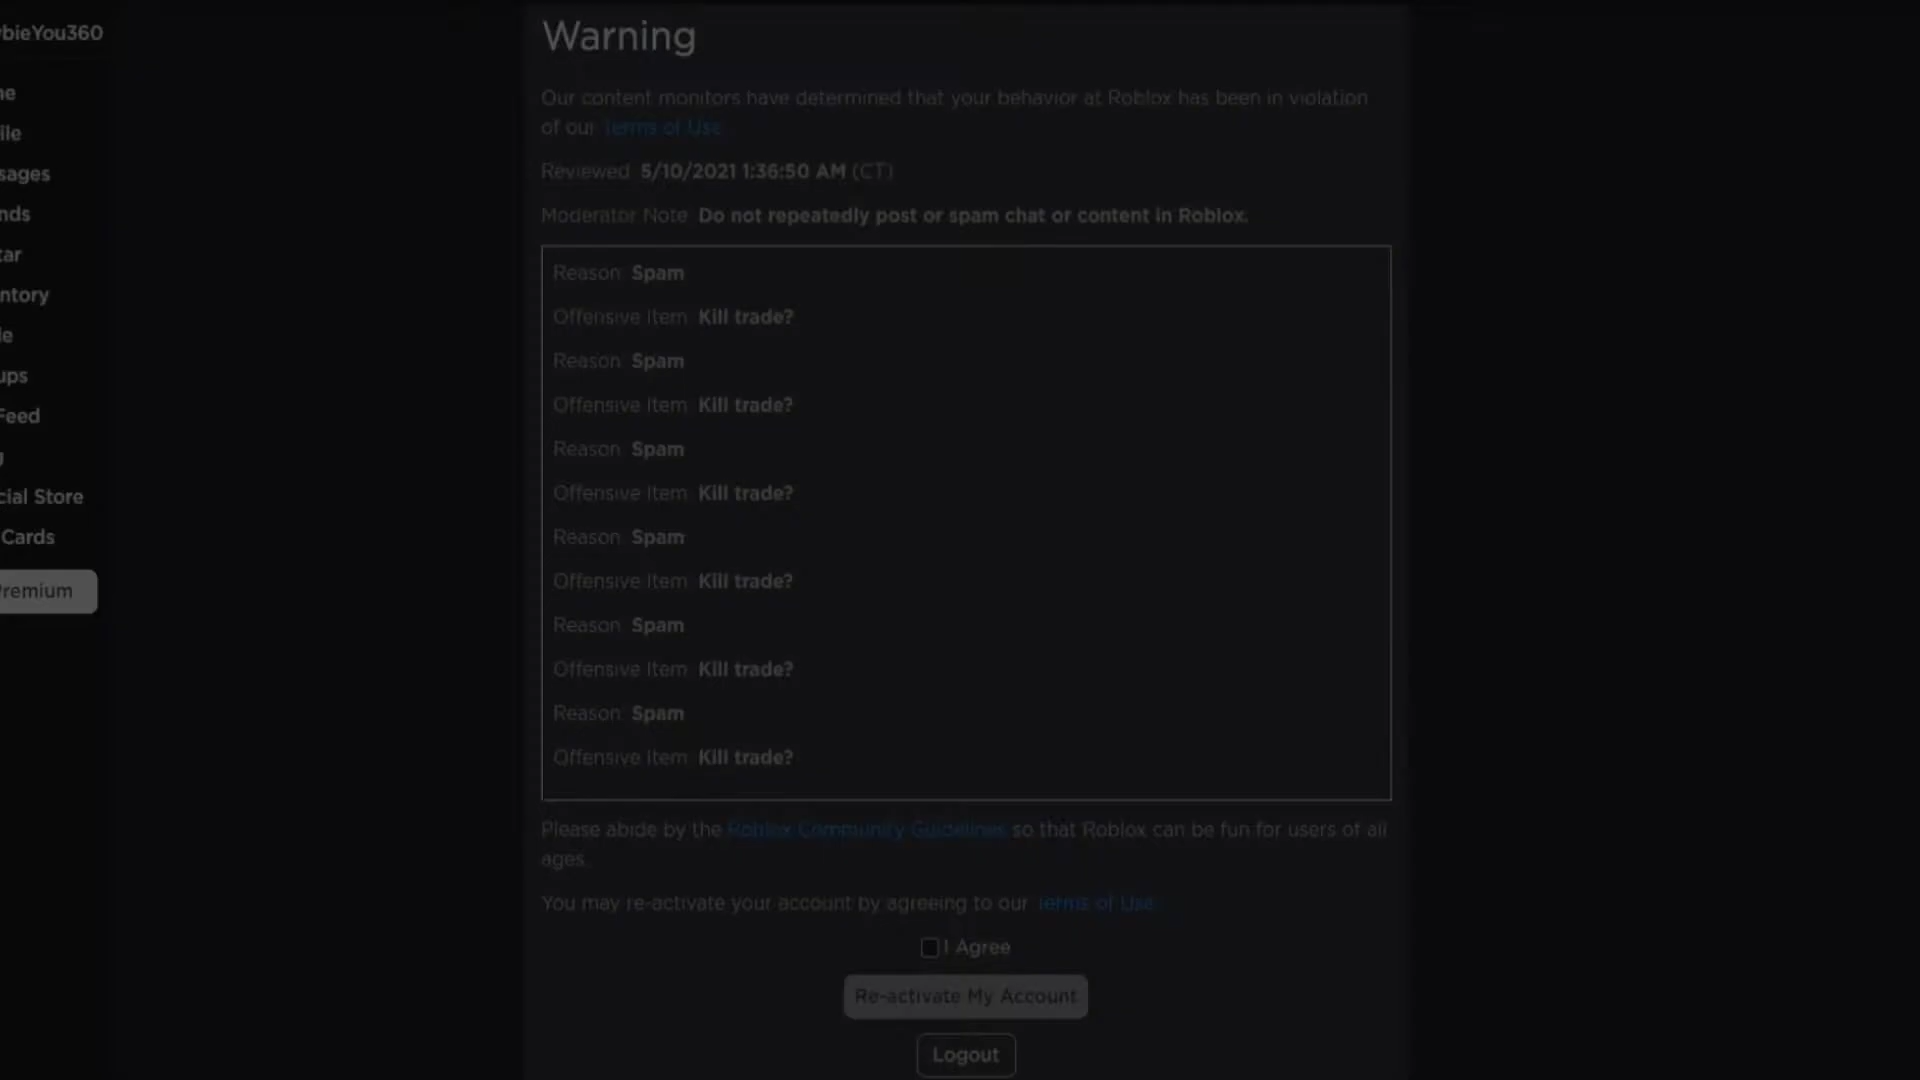 bieYou360
ne
ile
sages
nds
tar
ntory
le
ups
Feed
g
cial Store
Cards
Premium
Warning
Our content monitors have determined that your behavior at Roblox has been in violation
of our Terms of Use.
Reviewed: 5/10/2021 1:36:50 AM (CT)
Moderator Note: Do not repeatedly post or spam chat or content in Roblox.
Reason: Spam
Offensive Item: Kill trade?
Reason: Spam
Offensive Item: Kill trade?
Reason: Spam
Offensive Item: Kill trade?
Reason: Spam
Offensive Item: Kill trade?
Reason: Spam
Offensive Item: Kill trade?
Reason: Spam
Offensive Item: Kill trade?
Please abide by the Roblox Community Guidelines so that Roblox can be fun for users of all
ages.
You may re-activate your account by agreeing to our Terms of Use.
I Agree
Re-activate My Account
Logout